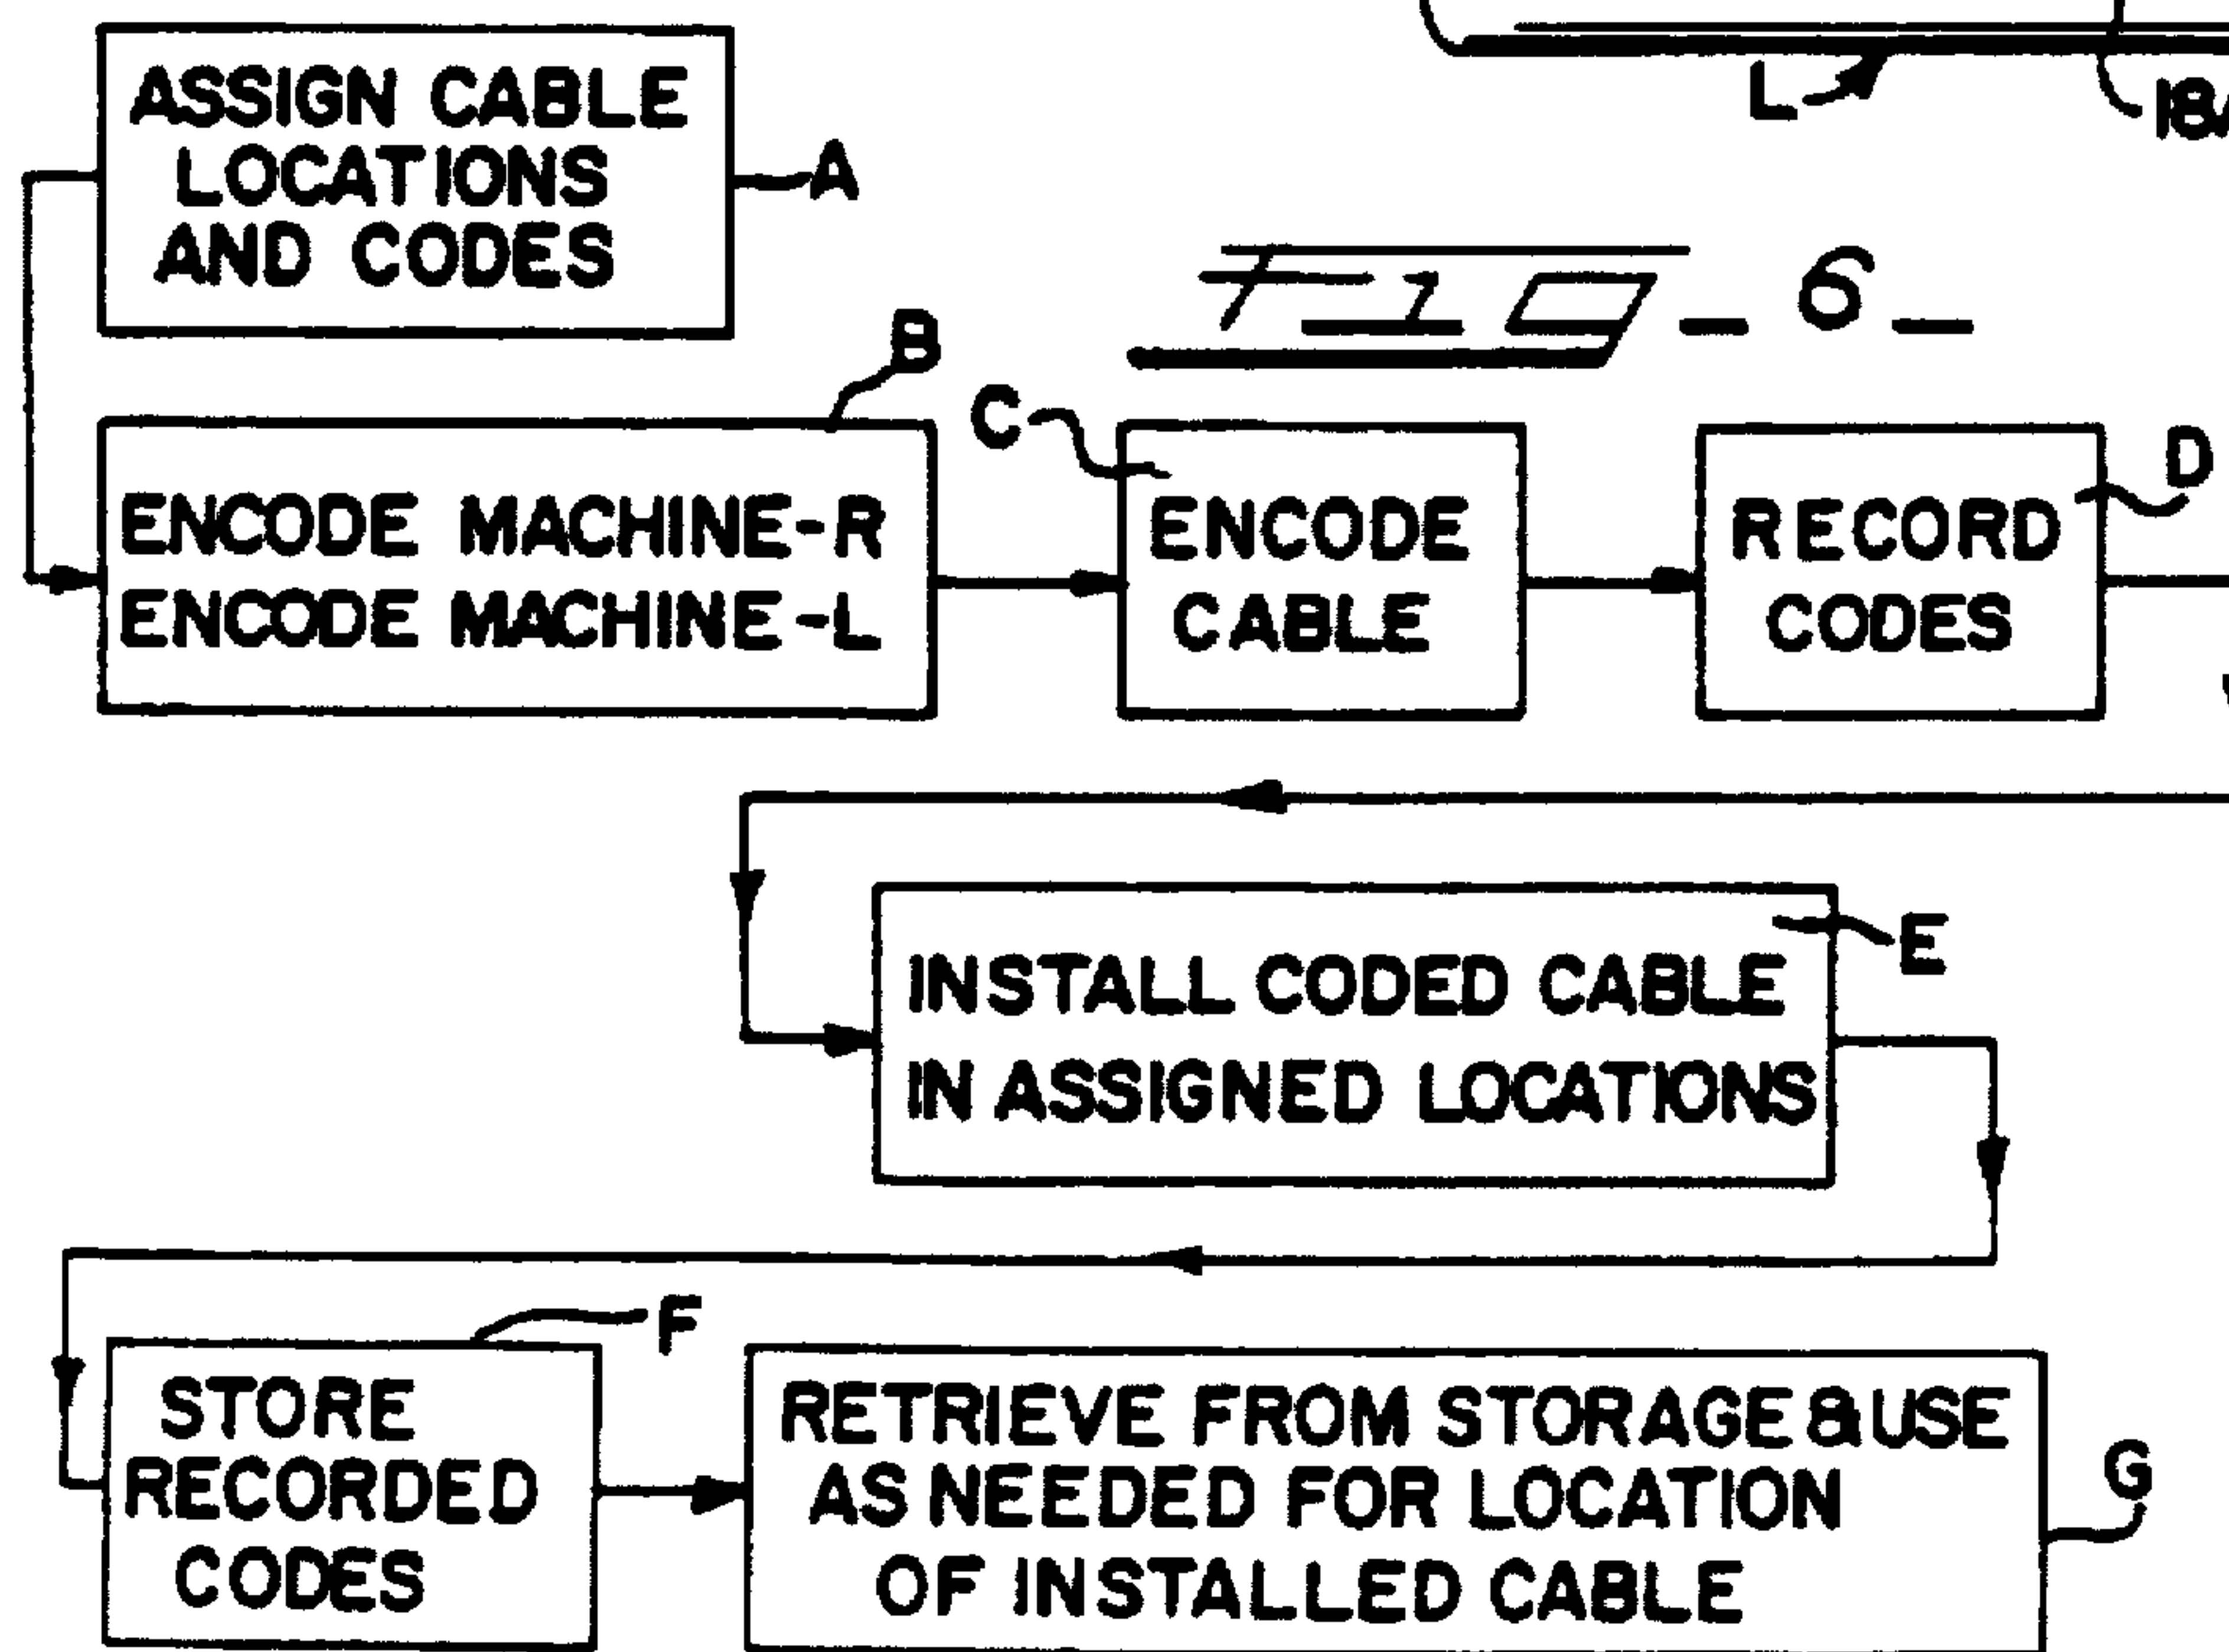 L
ASSIGN CABLE
LOCATIONS
AND CODES
A
FIG_6_
B
C
D
ENCODE MACHINE-R
ENCODE MACHINE-L
ENCODE
CABLE
RECORD
CODES
E
INSTALL CODED CABLE
IN ASSIGNED LOCATIONS
F
STORE
RECORDED
CODES
RETRIEVE FROM STORAGE & USE
AS NEEDED FOR LOCATION
OF INSTALLED CABLE
G